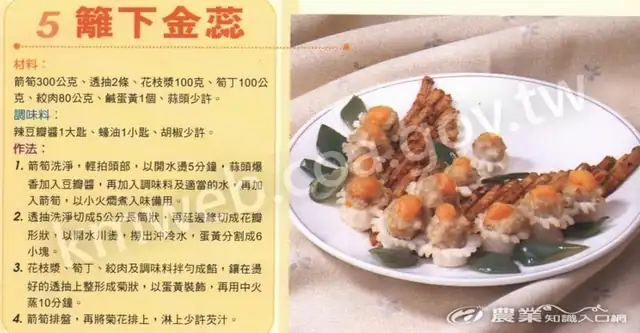 5 籬下金蕊
材料：
箭筍300公克、透抽2條、花枝漿100克、筍丁100公
克、絞肉80公克、鹹蛋黃1個、蒜頭少許。
調味料：
辣豆瓣醬1大匙、蠔油1小匙、胡椒少許。
作法：
1. 箭筍洗淨，輕拍頭部，以開水燙5分鐘，蒜頭爆
香加入豆瓣醬，再加入調味料及適當的水，再加
入箭筍，以小火燜煮入味備用。
2. 透抽洗淨切成5公分長筒狀，再延邊緣切成花瓣
形狀，以開水川燙，撈出沖冷水，蛋黃分割成6
小塊。
3. 花枝漿、筍丁、絞肉及調味料拌勻成餡，鑲在燙
好的透抽上整形成菊狀，以蛋黃裝飾，再用中火
蒸10分鐘。
4. 箭筍排盤，再將菊花排上，淋上少許芡汁。
kmweb.coa.gov.tw
農業知識入口網